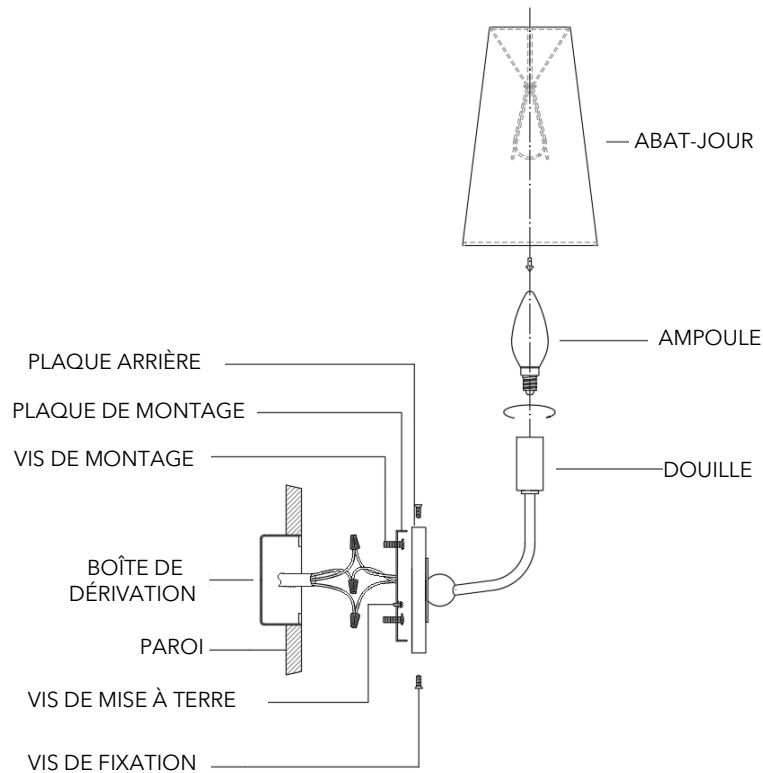 ABAT-JOUR
AMPOULE
PLAQUE ARRIÈRE
PLAQUE DE MONTAGE
VIS DE MONTAGE
DOUILLE
BOÎTE DE
DÉRIVATION
PAROI
VIS DE MISE À TERRE
VIS DE FIXATION